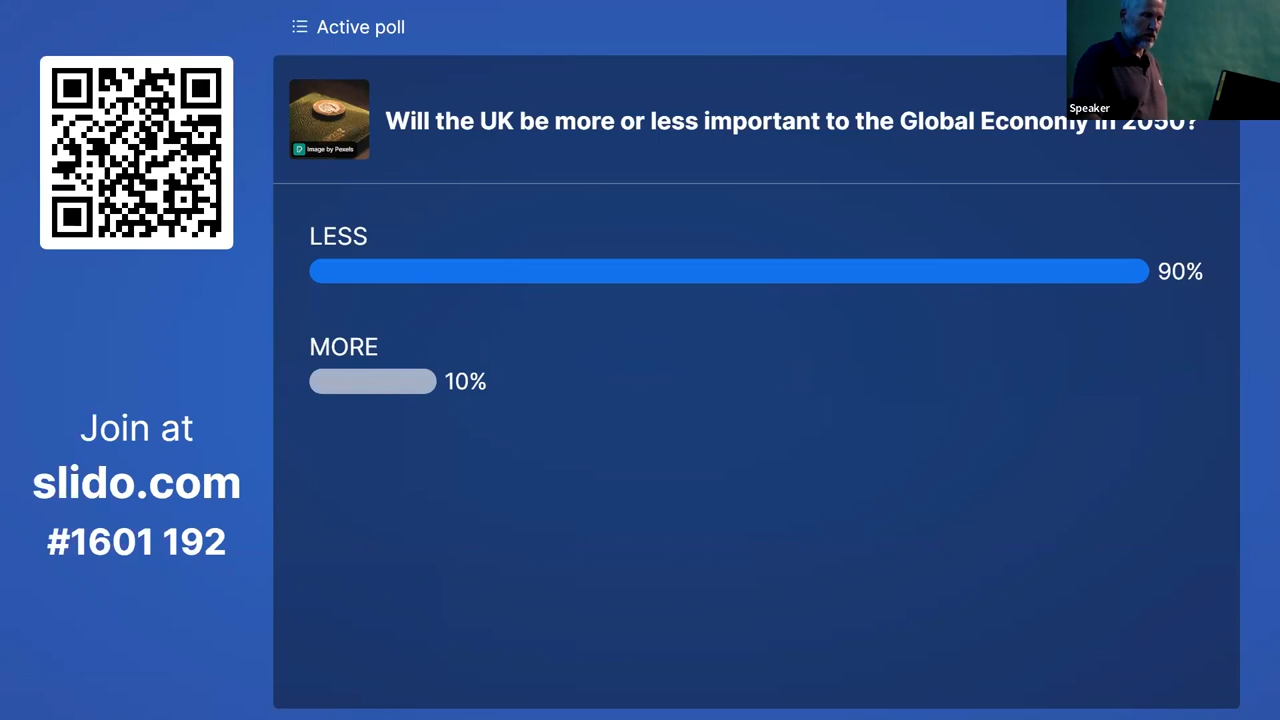 Active poll
Will the UK be more or less important to the Global Economy in 2050?
Image by Pexels
Speaker
LESS
90%
MORE
10%
Join at
slido.com
#1601 192